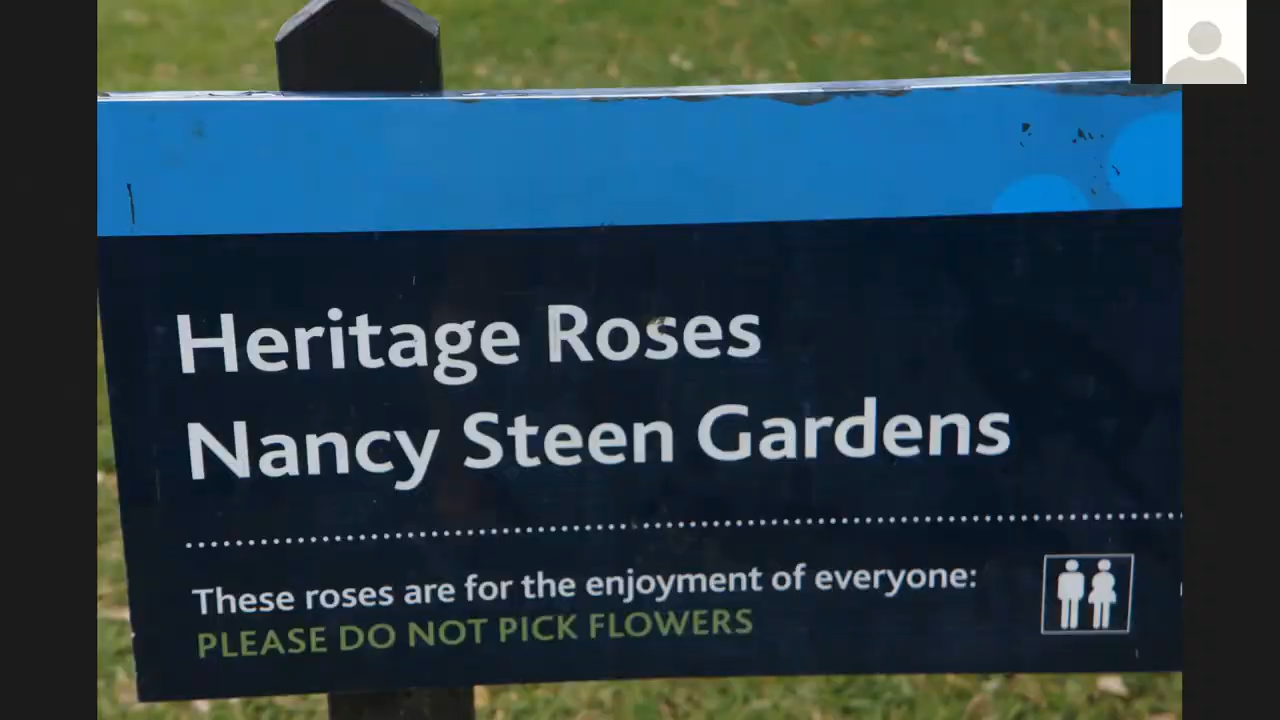 Heritage Roses
Nancy Steen Gardens
These roses are for the enjoyment of everyone:
PLEASE DO NOT PICK FLOWERS